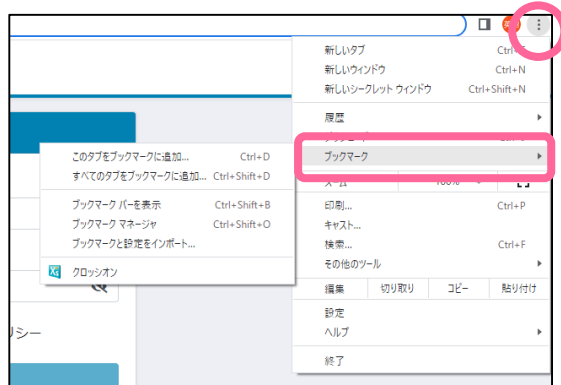 新しいタブ
新しいウィンドウ Ctrl+N
新しいシークレット ウィンドウ Ctrl+Shift+N
履歴
ブックマーク
100%
印刷... Ctrl+P
キャスト...
検索... Ctrl+F
その他のツール
編集 切り取り コピー 貼り付け
設定
ヘルプ
終了
このタブをブックマークに追加... Ctrl+D
すべてのタブをブックマークに追加... Ctrl+Shift+D
ブックマーク バーを表示 Ctrl+Shift+B
ブックマーク マネージャ Ctrl+Shift+O
ブックマークと設定をインポート...
クロッシオン
リシー